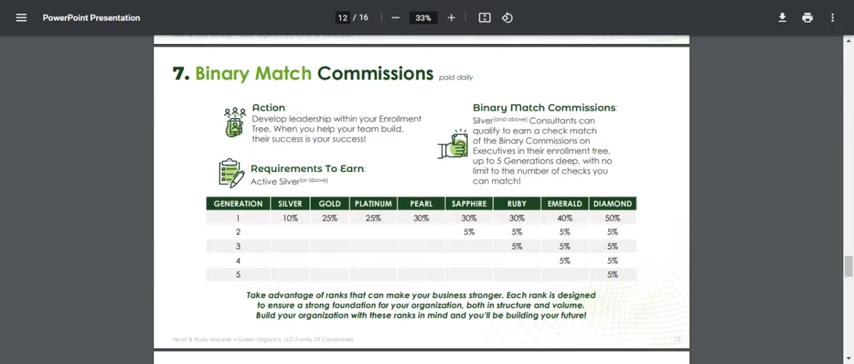 PowerPoint Presentation
12 / 16
33%
7. Binary Match Commissions paid daily
Action:
Develop leadership within your Enrollment
Tree. When you help your team build,
their success is your success!
Requirements To Earn:
Active Silver(or above)
Binary Match Commissions:
Silver(and above) Consultants can
qualify to earn a check match
of the Binary Commissions on
Executives in their enrollment tree,
up to 5 Generations deep, with no
limit to the number of checks you
can match!
GENERATION SILVER GOLD PLATINUM PEARL SAPPHIRE RUBY EMERALD DIAMOND
1 10% 25% 25% 30% 30% 30% 40% 50%
2 5% 5% 5% 5%
3 5% 5% 5%
4 5% 5%
5 5%
Take advantage of ranks that can make your business stronger. Each rank is designed
to ensure a strong foundation for your organization, both in structure and volume.
Build your organization with these ranks in mind and you'll be building your future!
Heart & Body Naturals • Green Organics, LLC Family Of Companies
12